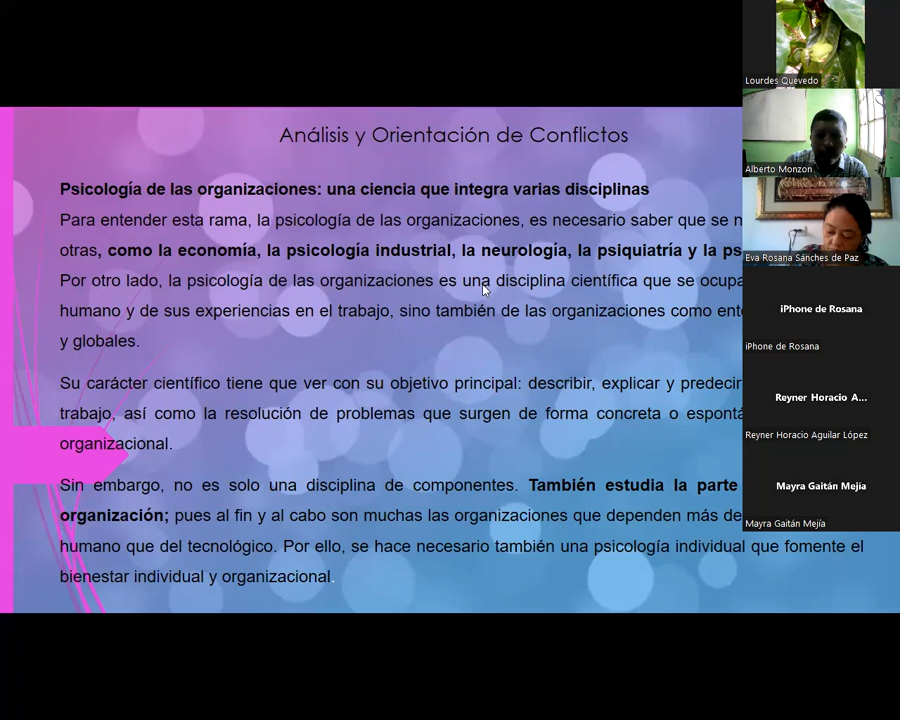 Análisis y Orientación de Conflictos
Psicología de las organizaciones: una ciencia que integra varias disciplinas
Para entender esta rama, la psicología de las organizaciones, es necesario saber que se
otras, como la economía, la psicología industrial, la neurología, la psiquiatría y la
Por otro lado, la psicología de las organizaciones es una disciplina científica que se
humano y de sus experiencias en el trabajo, sino también de las organizaciones como
y globales.
Su carácter científico tiene que ver con su objetivo principal: describir, explicar y predecir
trabajo, así como la resolución de problemas que surgen de forma concreta o
organizacional.
Sin embargo, no es solo una disciplina de componentes. También estudia la parte
organización; pues al fin y al cabo son muchas las organizaciones que dependen más de
humano que del tecnológico. Por ello, se hace necesario también una psicología individual que fomente el
bienestar individual y organizacional.
Lourdes Quevedo
Alberto Monzon
Eva Rosana Sánches de Paz
iPhone de Rosana
iPhone de Rosana
Reyner Horacio A...
Reyner Horacio Aguilar López
Mayra Gaitán Mejía
Mayra Gaitán Mejía